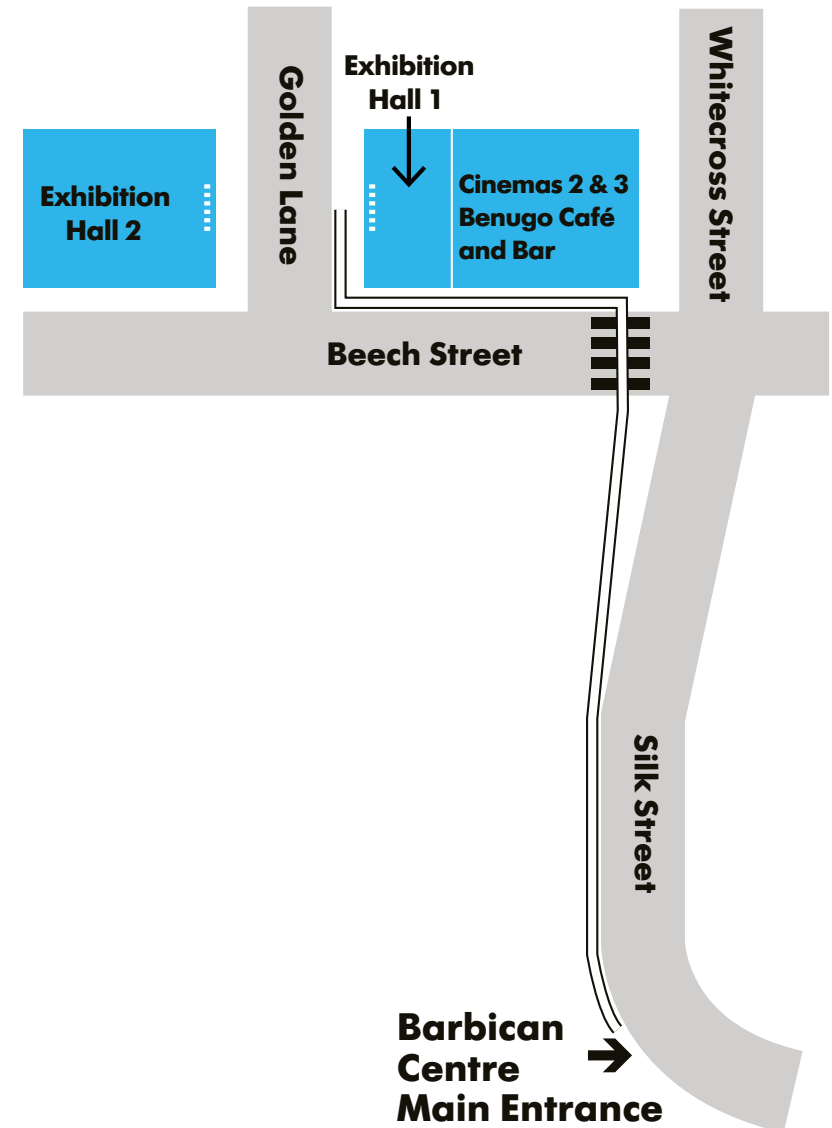 Golden Lane
Exhibition
Hall 1
Whitecross Street
Exhibition
Hall 2
Cinemas 2 & 3
Benugo Café
and Bar
Beech Street
Silk Street
Barbican
Centre
Main Entrance